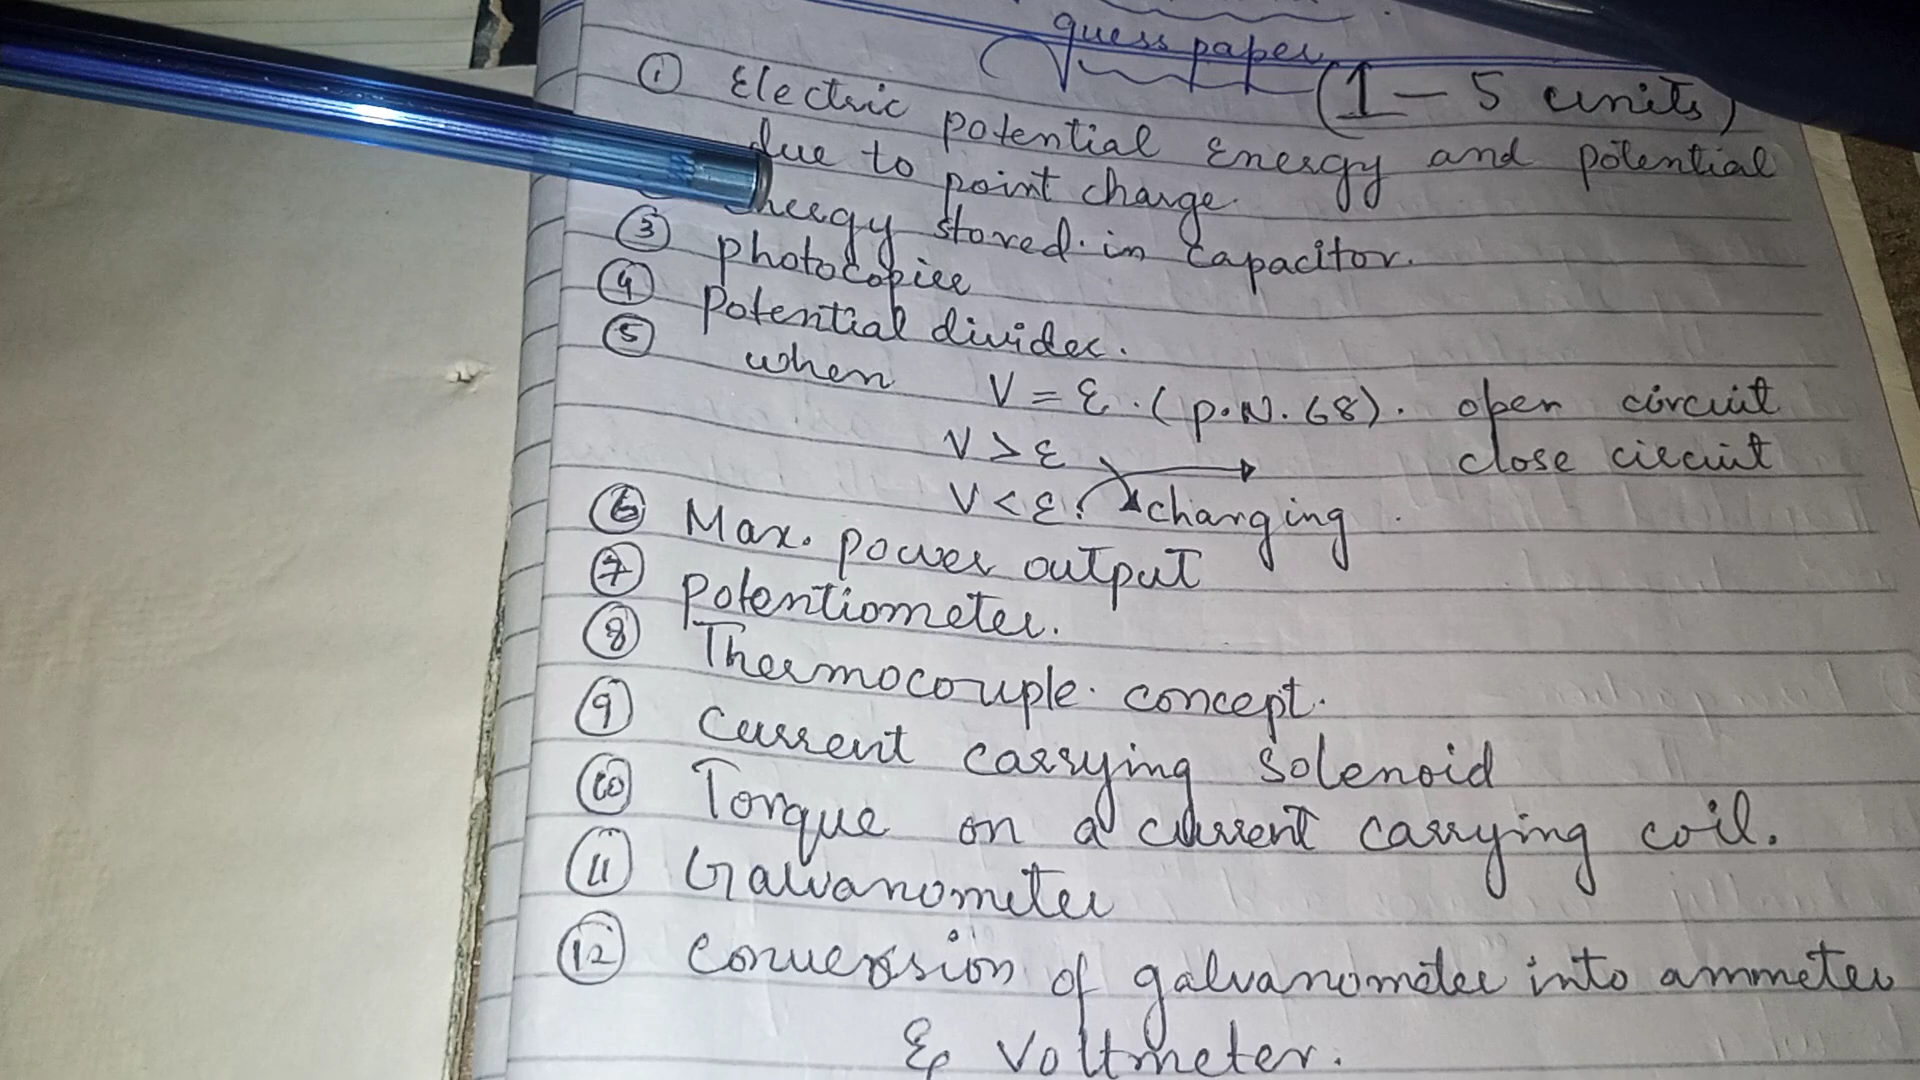 guess paper
(1 – 5 units)
① Electric potential Energy and potential
due to point charge.
stored in capacitor.
③ photocopier
④ Potential divider.
⑤ when V = ε. (P.N. 68). open circuit
V > ε close circuit
V < ε. charging.
⑥ Max. power output
⑦ Potentiometer.
⑧ Thermocouple concept.
⑨ Current carrying solenoid
⑩ Torque on a current carrying coil.
⑪ Galvanometer
⑫ Conversion of galvanometer into ammeter
& Voltmeter.